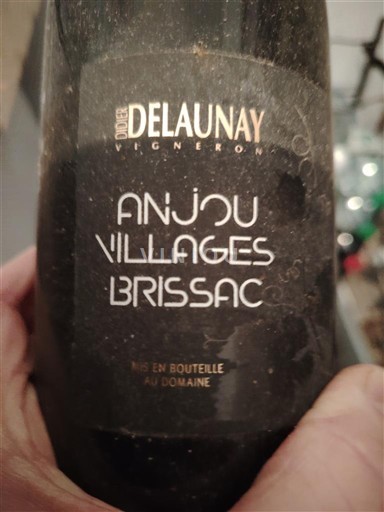 DIDIER DELAUNAY
VIGNERON
ANJOU
VILLAGES
BRISSAC
MIS EN BOUTEILLE
AU DOMAINE